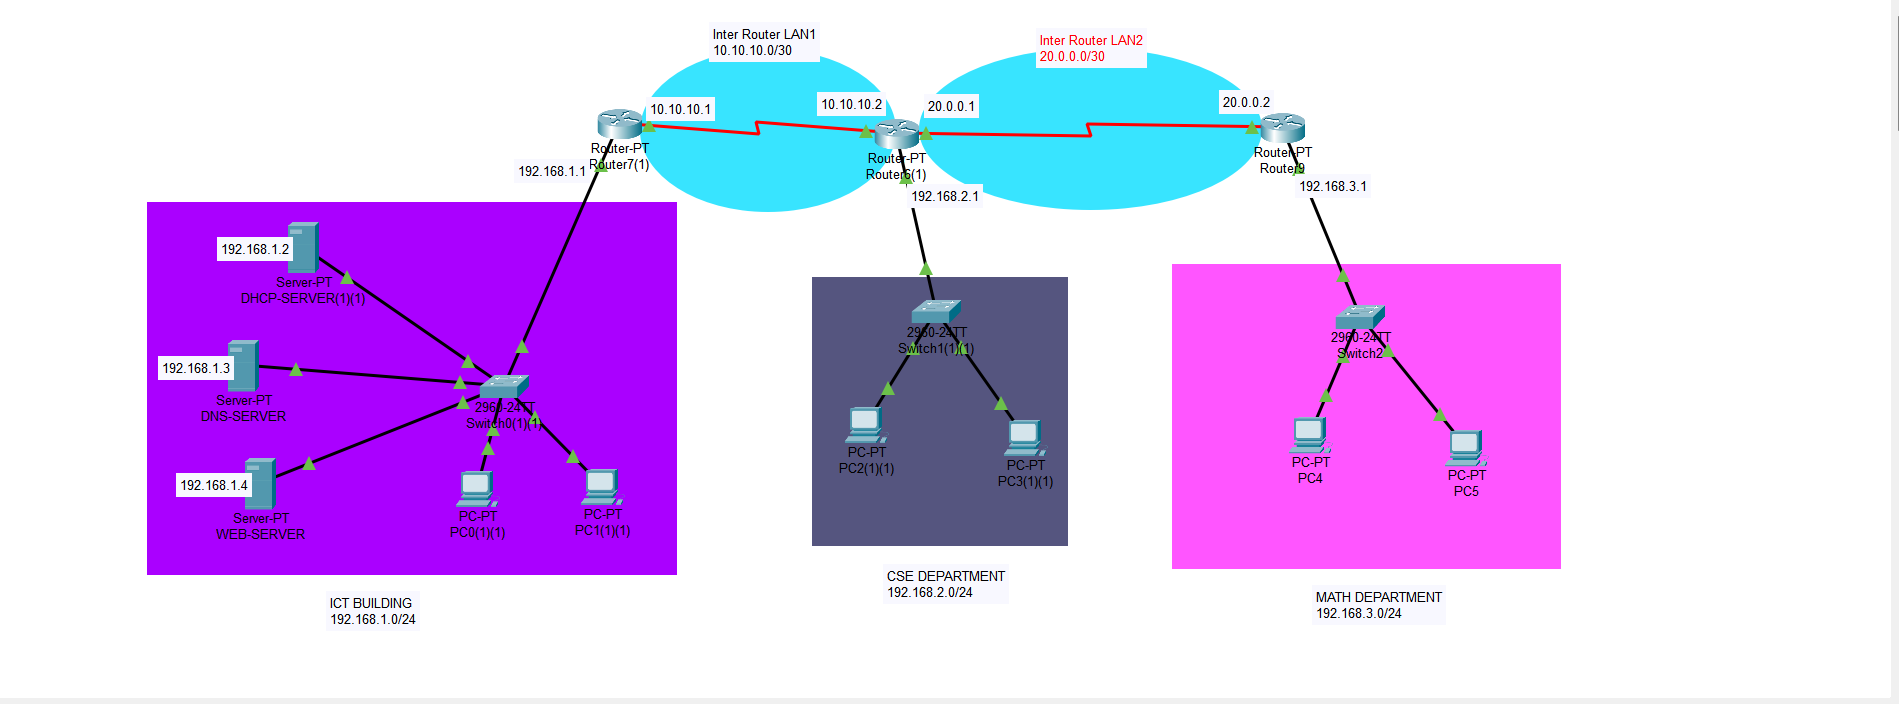 Inter Router LAN1
10.10.10.0/30
Inter Router LAN2
20.0.0.0/30
10.10.10.1
10.10.10.2
20.0.0.1
20.0.0.2
Router-PT
Router7(1)
Router-PT
Router6(1)
Router-PT
Router9
192.168.1.1
192.168.2.1
192.168.3.1
192.168.1.2
Server-PT
DHCP-SERVER(1)(1)
192.168.1.3
Server-PT
DNS-SERVER
192.168.1.4
Server-PT
WEB-SERVER
2960-24TT
Switch0(1)(1)
PC-PT
PC0(1)(1)
PC-PT
PC1(1)(1)
2960-24TT
Switch1(1)(1)
PC-PT
PC2(1)(1)
PC-PT
PC3(1)(1)
2960-24TT
Switch2
PC-PT
PC4
PC-PT
PC5
ICT BUILDING
192.168.1.0/24
CSE DEPARTMENT
192.168.2.0/24
MATH DEPARTMENT
192.168.3.0/24